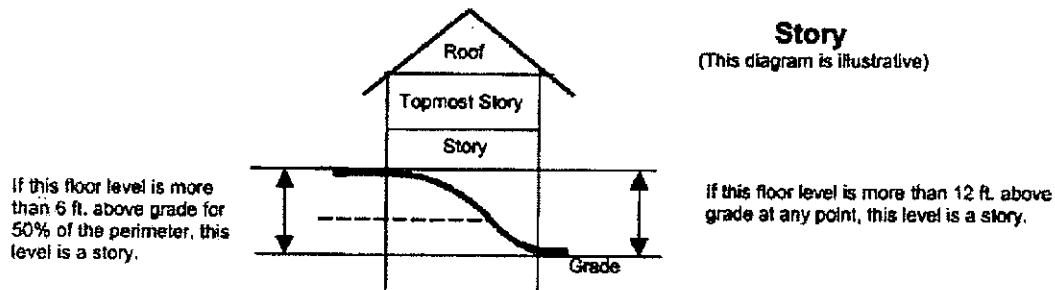 Story
(This diagram is illustrative)
Roof
Topmost Story
Story
If this floor level is more
than 6 ft. above grade for
50% of the perimeter, this
level is a story.
If this floor level is more than 12 ft. above
grade at any point, this level is a story.
Grade